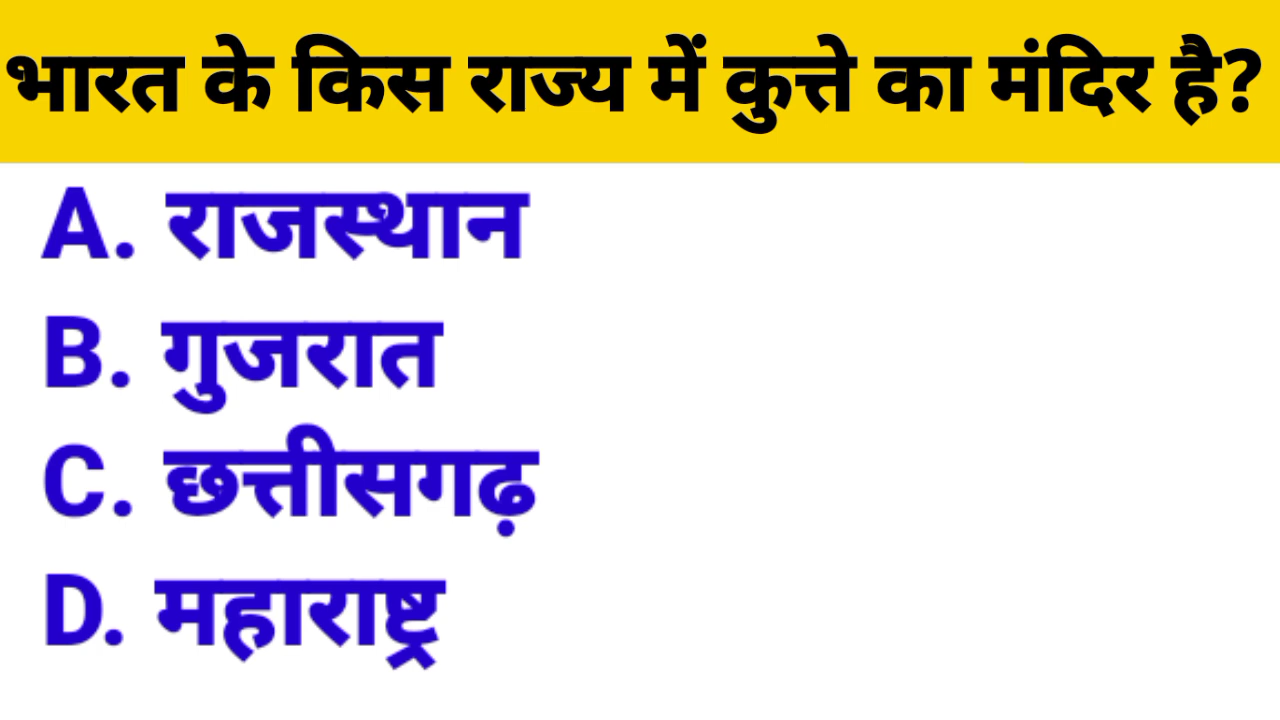 भारत के किस राज्य में कुत्ते का मंदिर है?
A. राजस्थान
B. गुजरात
C. छत्तीसगढ़
D. महाराष्ट्र